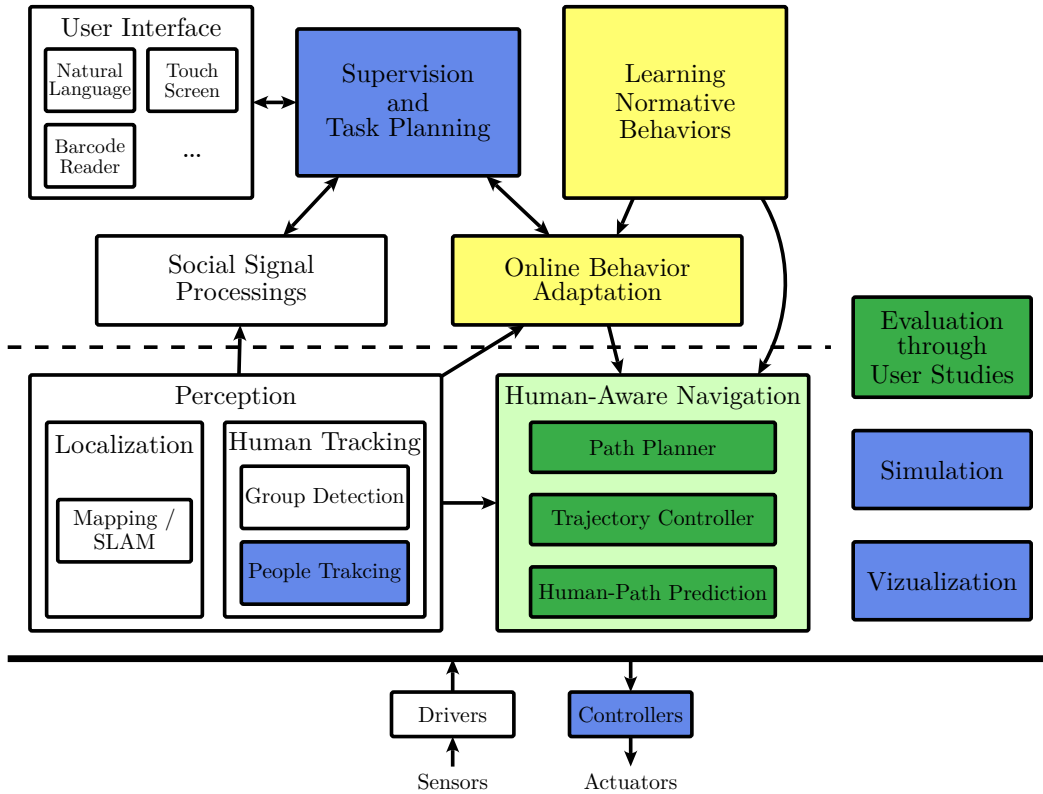 User Interface
Natural
Language
Touch
Screen
Barcode
Reader
...
Supervision
and
Task Planning
Learning
Normative
Behaviors
Social Signal
Processings
Online Behavior
Adaptation
Evaluation
through
User Studies
Perception
Localization
Mapping /
SLAM
Human Tracking
Group Detection
People Trakcing
Human-Aware Navigation
Path Planner
Trajectory Controller
Human-Path Prediction
Simulation
Vizualization
Drivers
Controllers
Sensors
Actuators